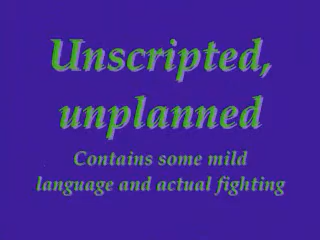 Unscripted,
unplanned
Contains some mild
language and actual fighting